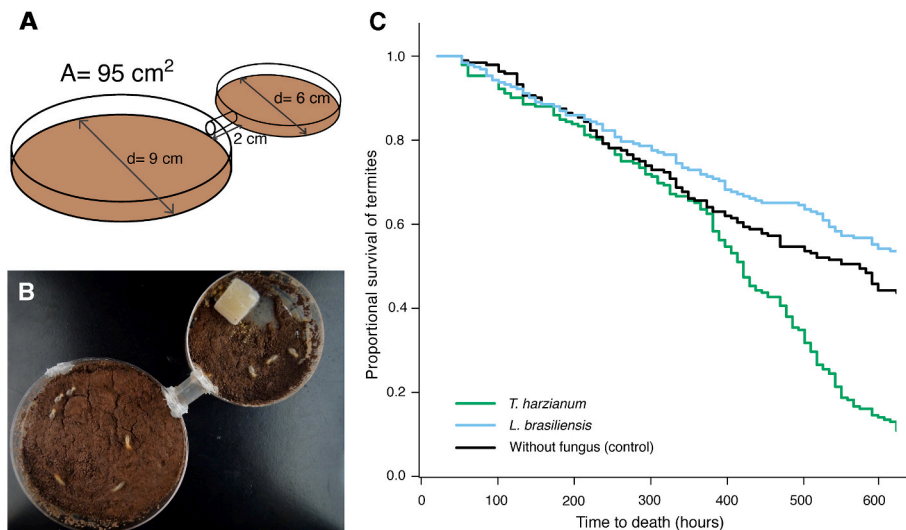 A
A= 95 cm²
d= 6 cm
2 cm
d= 9 cm
B
C
Proportional survival of termites
1.0
0.8
0.6
0.4
0.2
0.0
T. harzianum
L. brasiliensis
Without fungus (control)
0 100 200 300 400 500 600
Time to death (hours)